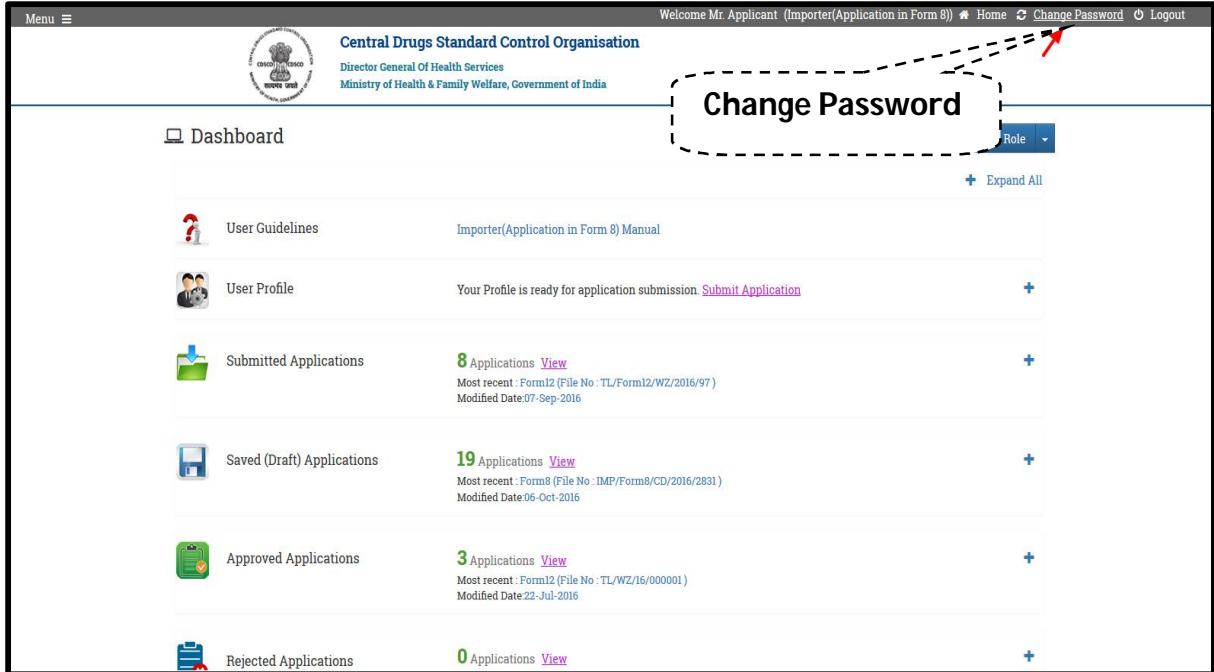 Menu
Welcome Mr. Applicant (Importer(Application in Form 8)) Home Change Password Logout
Central Drugs Standard Control Organisation
Director General Of Health Services
Ministry of Health & Family Welfare, Government of India
CDSCO CDSCO
Change Password
Dashboard
Role
Expand All
User Guidelines
Importer(Application in Form 8) Manual
User Profile
Your Profile is ready for application submission. Submit Application
Submitted Applications
8 Applications View
Most recent : Form12 (File No : TL/Form12/WZ/2016/97 )
Modified Date:07-Sep-2016
Saved (Draft) Applications
19 Applications View
Most recent : Form8 (File No : IMP/Form8/CD/2016/2831 )
Modified Date:06-Oct-2016
Approved Applications
3 Applications View
Most recent : Form12 (File No : TL/WZ/16/000001 )
Modified Date:22-Jul-2016
Rejected Applications
0 Applications View